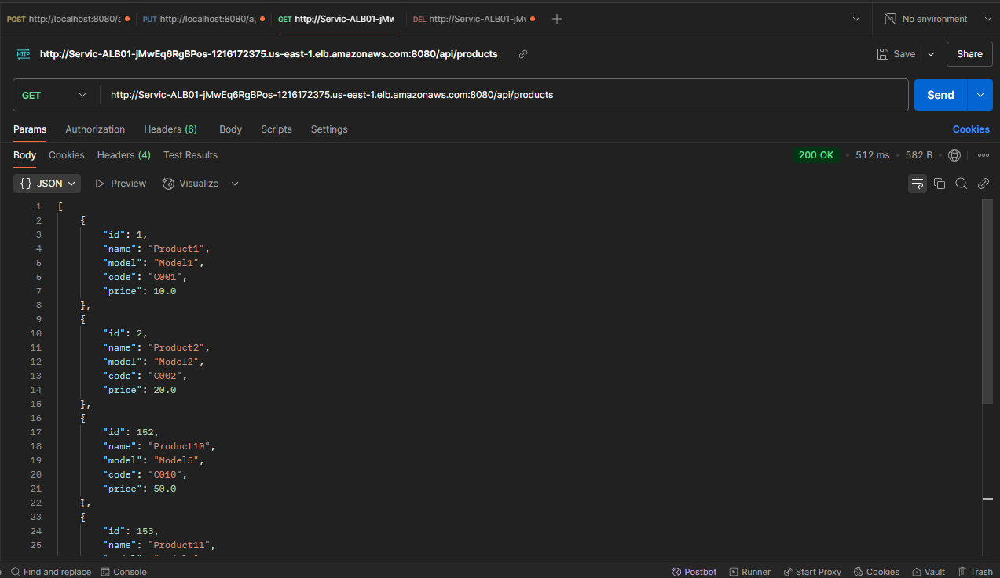 POST http://localhost:8080/a PUT http://localhost:8080/ap GET http://Servic-ALB01-jMw DEL http://Servic-ALB01-jM No environment
HTTP http://Servic-ALB01-jMwEq6RgBPos-1216172375.us-east-1.elb.amazonaws.com:8080/api/products Save Share
GET http://Servic-ALB01-jMwEq6RgBPos-1216172375.us-east-1.elb.amazonaws.com:8080/api/products Send
Params Authorization Headers (6) Body Scripts Settings Cookies
Body Cookies Headers (4) Test Results 200 OK • 512 ms • 582 B •
{} JSON Preview Visualize
1 [
2 {
3 "id": 1,
4 "name": "Product1",
5 "model": "Model1",
6 "code": "C001",
7 "price": 10.0
8 },
9 {
10 "id": 2,
11 "name": "Product2",
12 "model": "Model2",
13 "code": "C002",
14 "price": 20.0
15 },
16 {
17 "id": 152,
18 "name": "Product10",
19 "model": "Model5",
20 "code": "C010",
21 "price": 50.0
22 },
23 {
24 "id": 153,
25 "name": "Product11",
Find and replace Console Postbot Runner Start Proxy Cookies Vault Trash